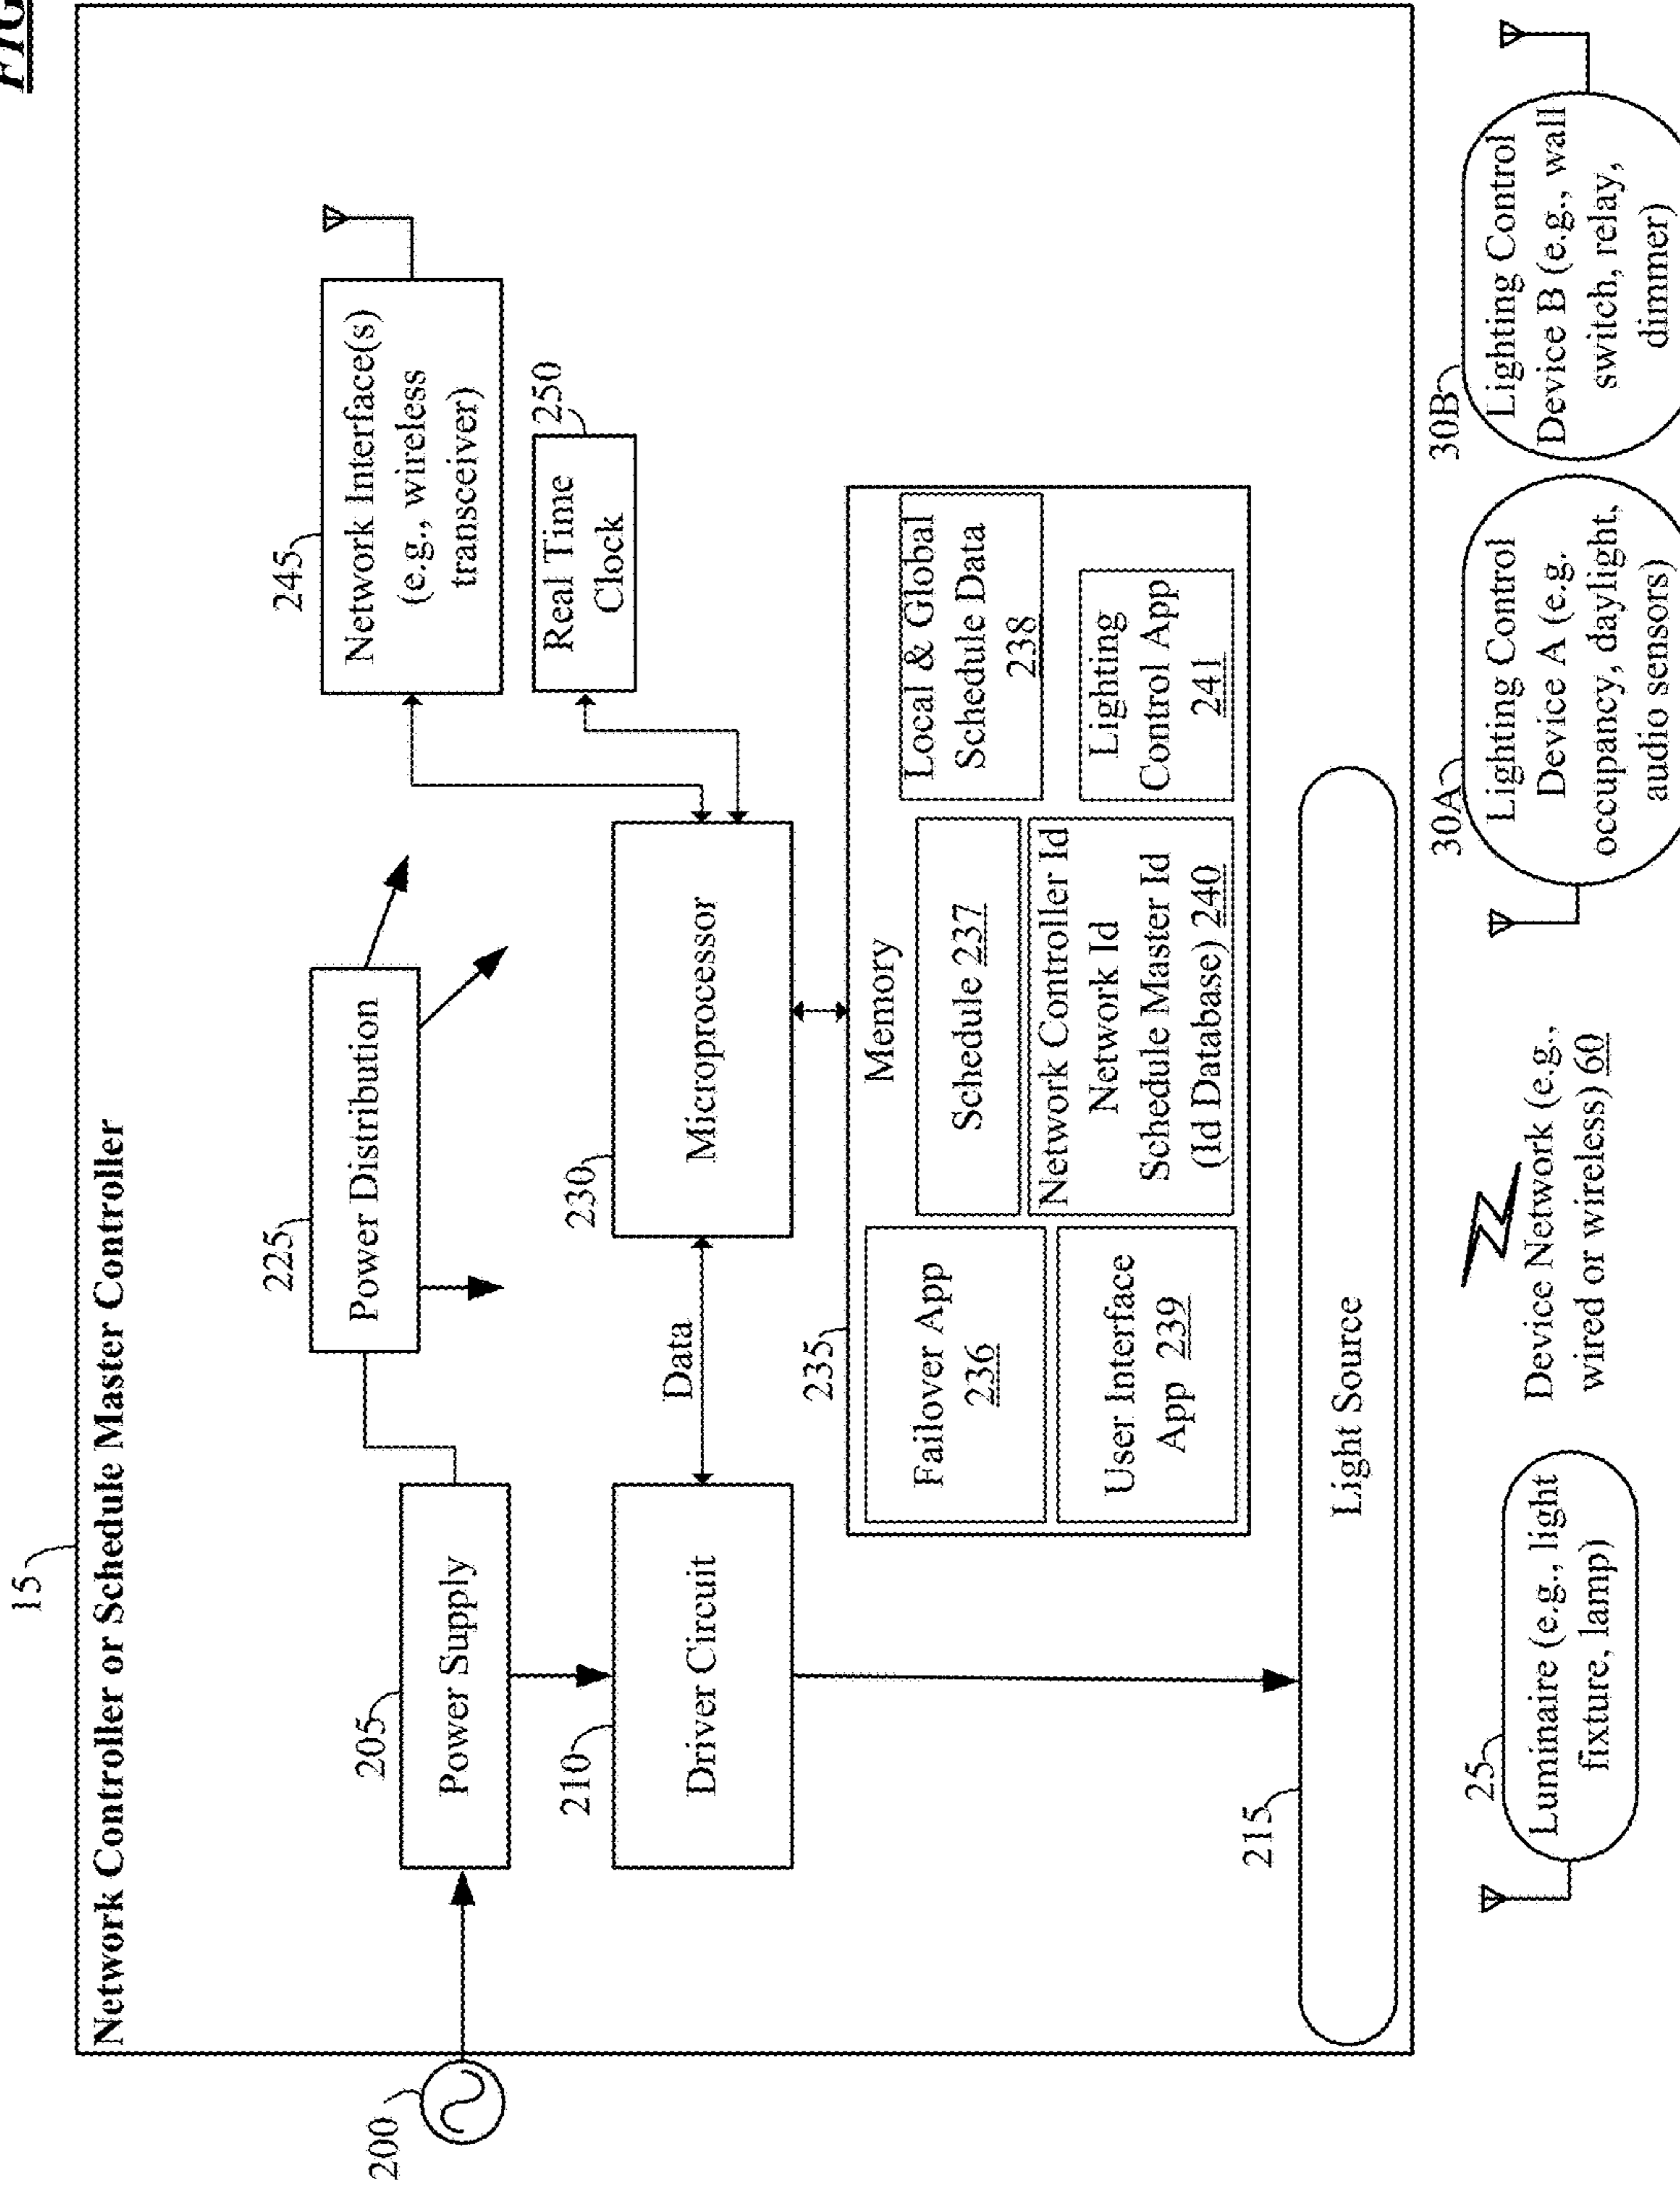 FIG
15
Network Controller or Schedule Master Controller
200
205
Power Supply
225
Power Distribution
245
Network Interface(s)
(e.g., wireless
transceiver)
250
Real Time
Clock
210
Driver Circuit
Data
230
Microprocessor
235
Memory
Failover App
236
Schedule 237
Local & Global
Schedule Data
238
User Interface
App 239
Network Controller Id
Network Id
Schedule Master Id
(Id Database) 240
Lighting
Control App
241
215
Light Source
25
Luminaire (e.g., light
fixture, lamp)
Device Network (e.g.,
wired or wireless) 60
30A
Lighting Control
Device A (e.g.
occupancy, daylight,
audio sensors)
30B
Lighting Control
Device B (e.g., wall
switch, relay,
dimmer)